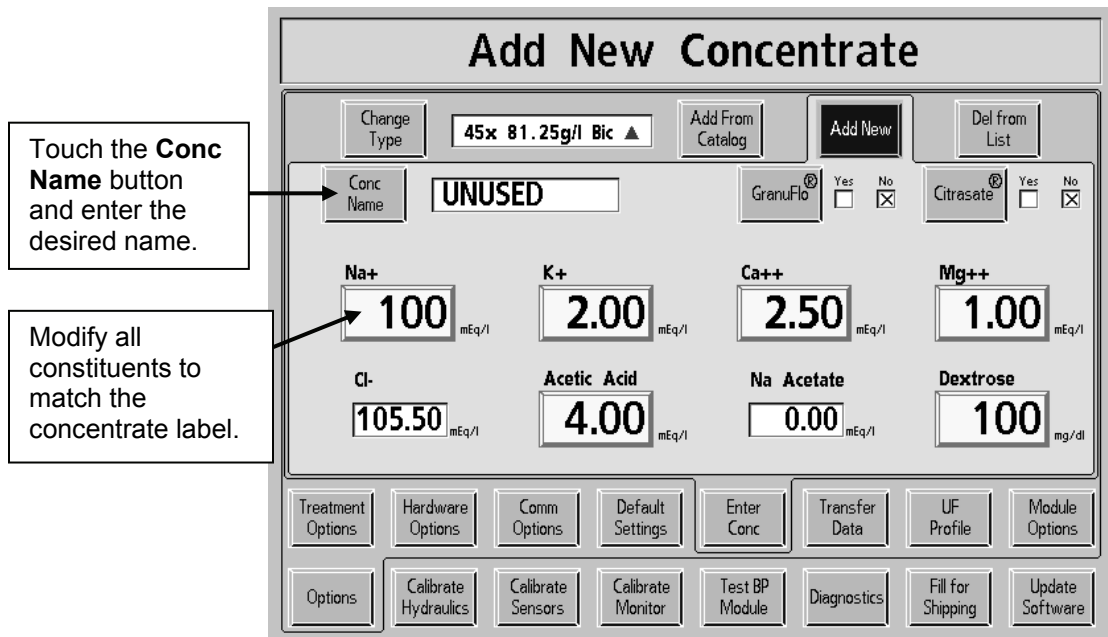 Add New Concentrate
Change
Type
45x 81.25g/l Bic ▲
Add From
Catalog
Add New
Del from
List
Touch the Conc
Name button
and enter the
desired name.
Conc
Name
UNUSED
GranuFlo®
Yes No
Citrasate®
Yes No
Na+
100 mEq/l
K+
2.00 mEq/l
Ca++
2.50 mEq/l
Mg++
1.00 mEq/l
Modify all
constituents to
match the
concentrate label.
Cl-
105.50 mEq/l
Acetic Acid
4.00 mEq/l
Na Acetate
0.00 mEq/l
Dextrose
100 mg/dl
Treatment
Options
Hardware
Options
Comm
Options
Default
Settings
Enter
Conc
Transfer
Data
UF
Profile
Module
Options
Options
Calibrate
Hydraulics
Calibrate
Sensors
Calibrate
Monitor
Test BP
Module
Diagnostics
Fill for
Shipping
Update
Software